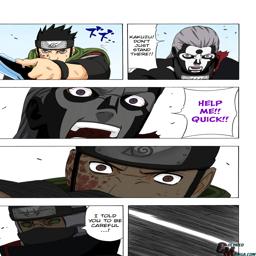 KAKUZU!
DON'T
JUST
STAND
THERE!!
HELP
ME!!
QUICK!!
I TOLD
YOU TO BE
CAREFUL
...!